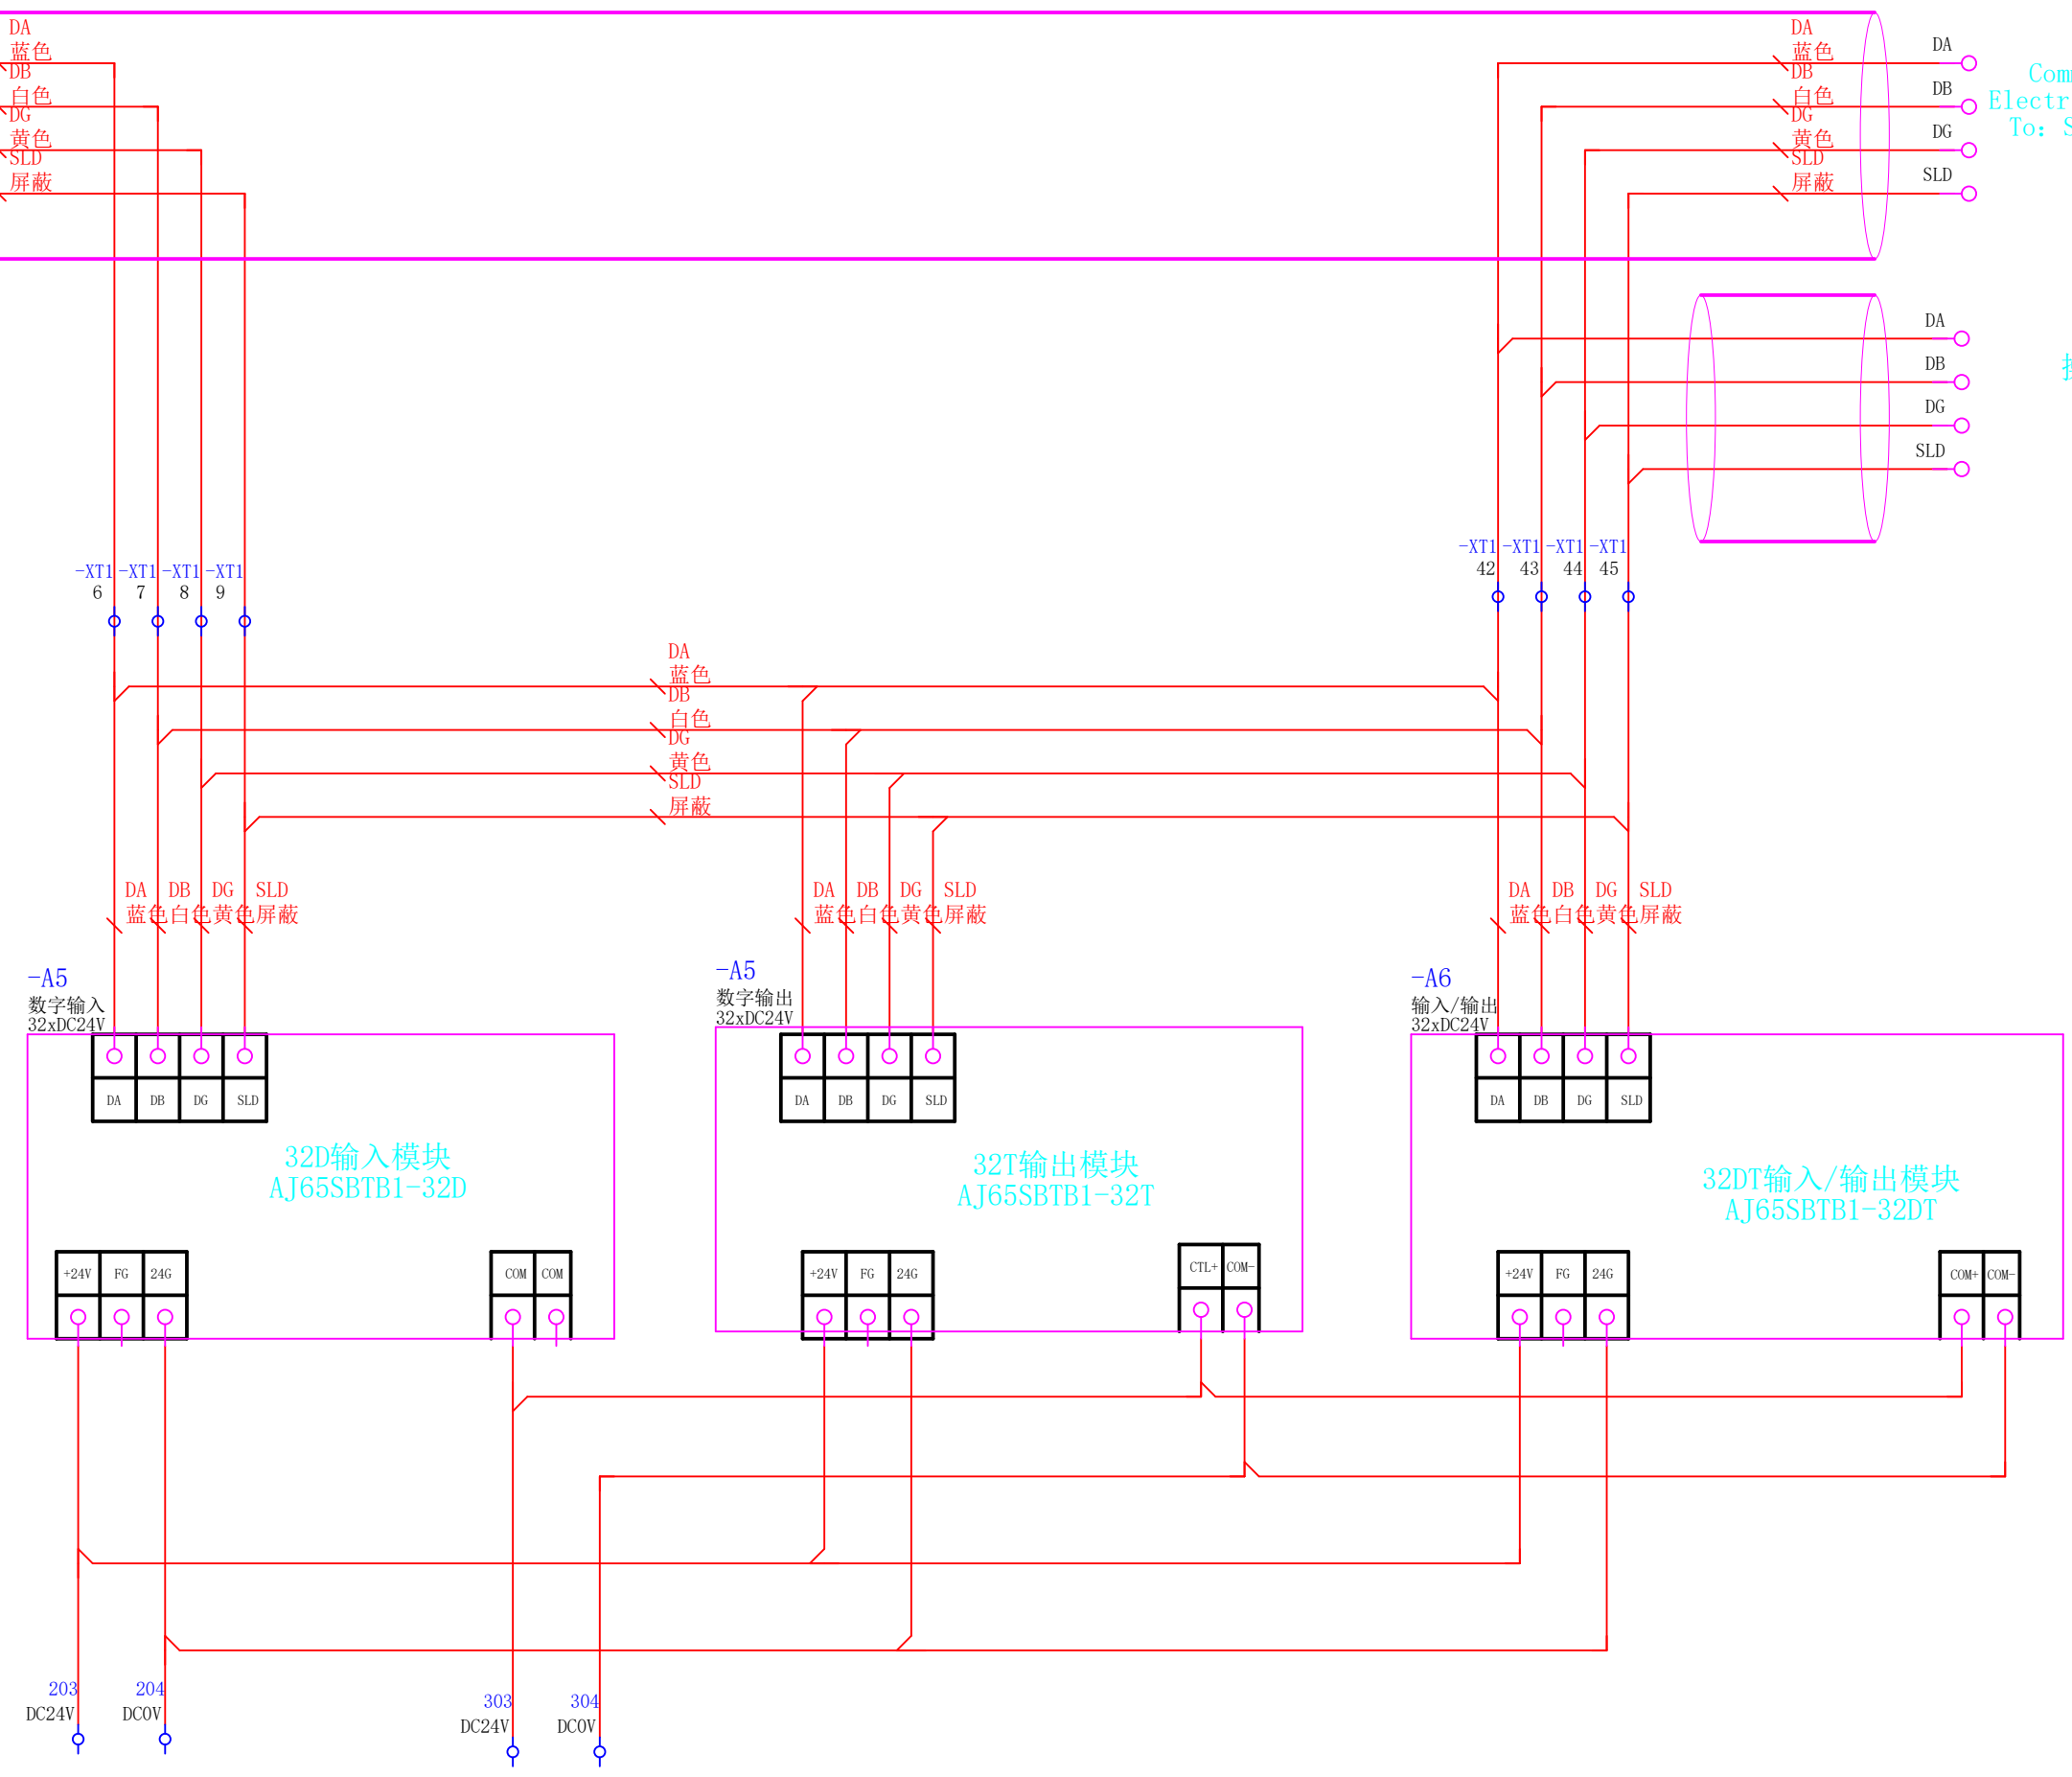 DA
蓝色
DB
白色
DG
黄色
SLD
屏蔽
DA
蓝色
DB
白色
DG
黄色
SLD
屏蔽
DA
DB
DG
SLD
Com
Electr
To: S
DA
DB
DG
SLD
-XT1 -XT1 -XT1 -XT1
6 7 8 9
-XT1 -XT1 -XT1 -XT1
42 43 44 45
DA
蓝色
DB
白色
DG
黄色
SLD
屏蔽
DA DB DG SLD
蓝色 白色 黄色 屏蔽
DA DB DG SLD
蓝色 白色 黄色 屏蔽
DA DB DG SLD
蓝色 白色 黄色 屏蔽
-A5
数字输入
32xDC24V
DA DB DG SLD
32D输入模块
AJ65SBTB1-32D
+24V FG 24G
COM COM
-A5
数字输出
32xDC24V
DA DB DG SLD
32T输出模块
AJ65SBTB1-32T
+24V FG 24G
CTL+ COM-
-A6
输入/输出
32xDC24V
DA DB DG SLD
32DT输入/输出模块
AJ65SBTB1-32DT
+24V FG 24G
COM+ COM-
203
DC24V
204
DC0V
303
DC24V
304
DC0V